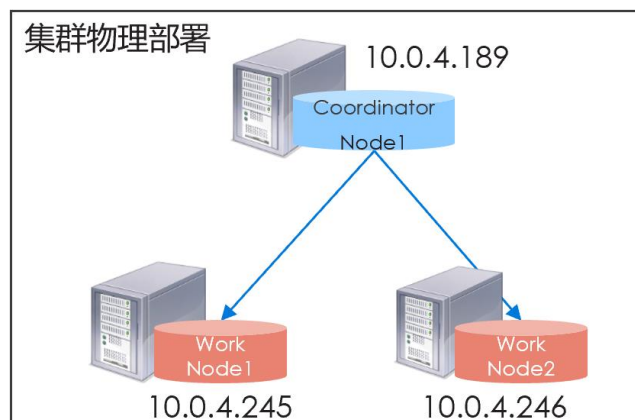 集群物理部署
10.0.4.189
Coordinator
Node1
Work
Node1
Work
Node2
10.0.4.245
10.0.4.246